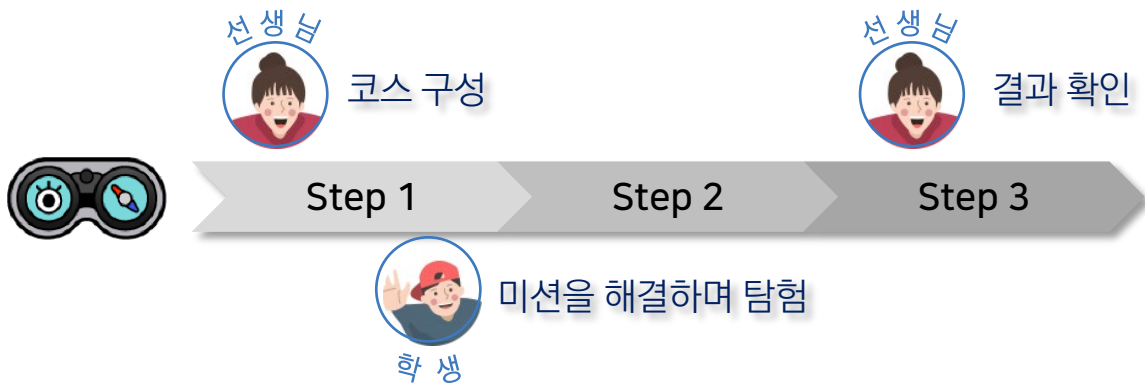 선생님
코스 구성
선생님
결과 확인
Step 1
Step 2
Step 3
미션을 해결하며 탐험
학생